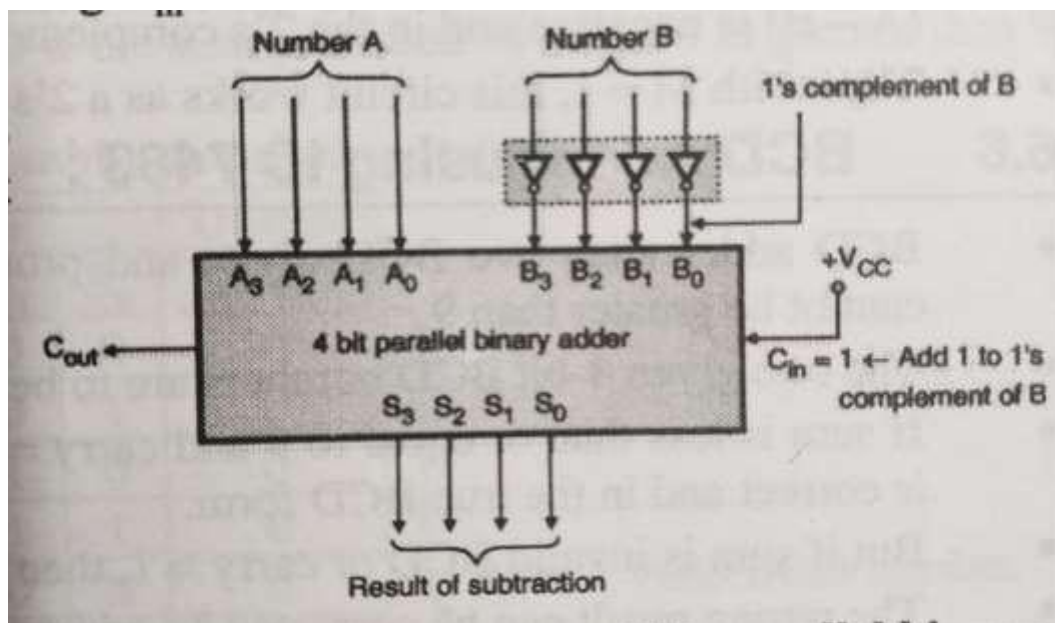 Number A
Number B
1's complement of B
A3 A2 A1 A0
B3 B2 B1 B0
+VCC
4 bit parallel binary adder
Cout
Cin = 1 ← Add 1 to 1's
complement of B
S3 S2 S1 S0
Result of subtraction